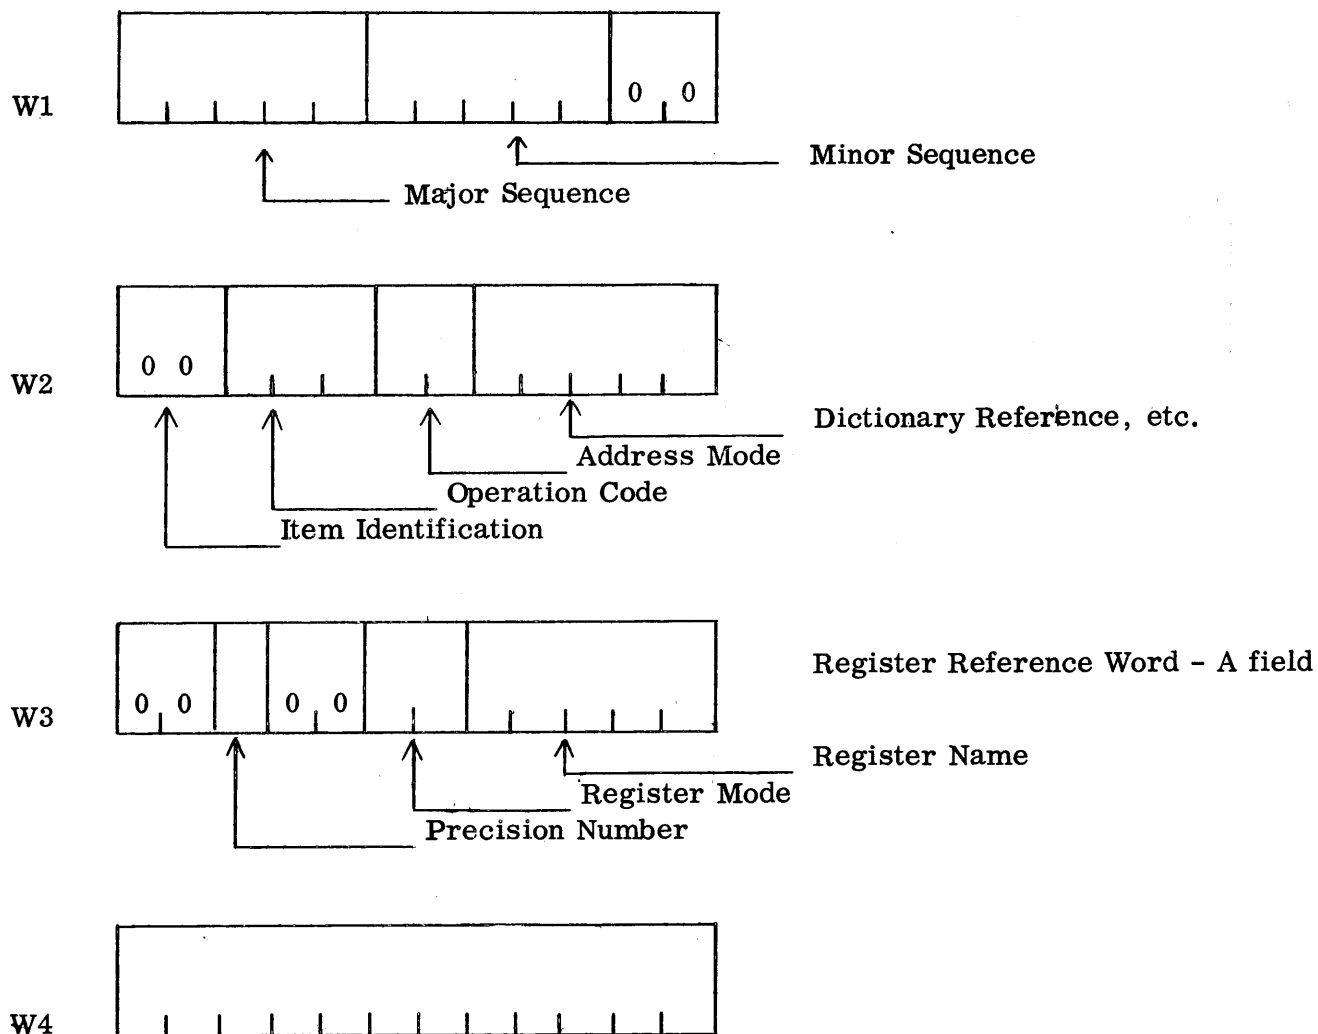 0 0
W1
Minor Sequence
Major Sequence
0 0
W2
Dictionary Reference, etc.
Address Mode
Operation Code
Item Identification
Register Reference Word - A field
0 0 0 0
W3
Register Name
Register Mode
Precision Number
W4